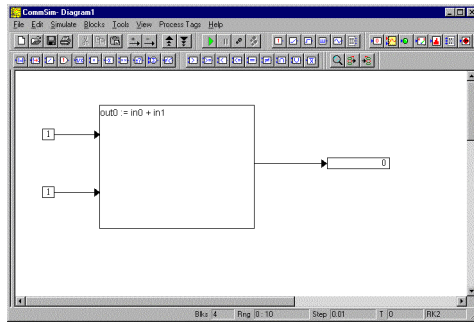 CommSim- Diagram1
File Edit Simulate Blocks Tools View Process Tags Help
out0 := in0 + in1
1
0
1
Blks 4 Rng 0 : 10 Step 0.01 T 0 RK2